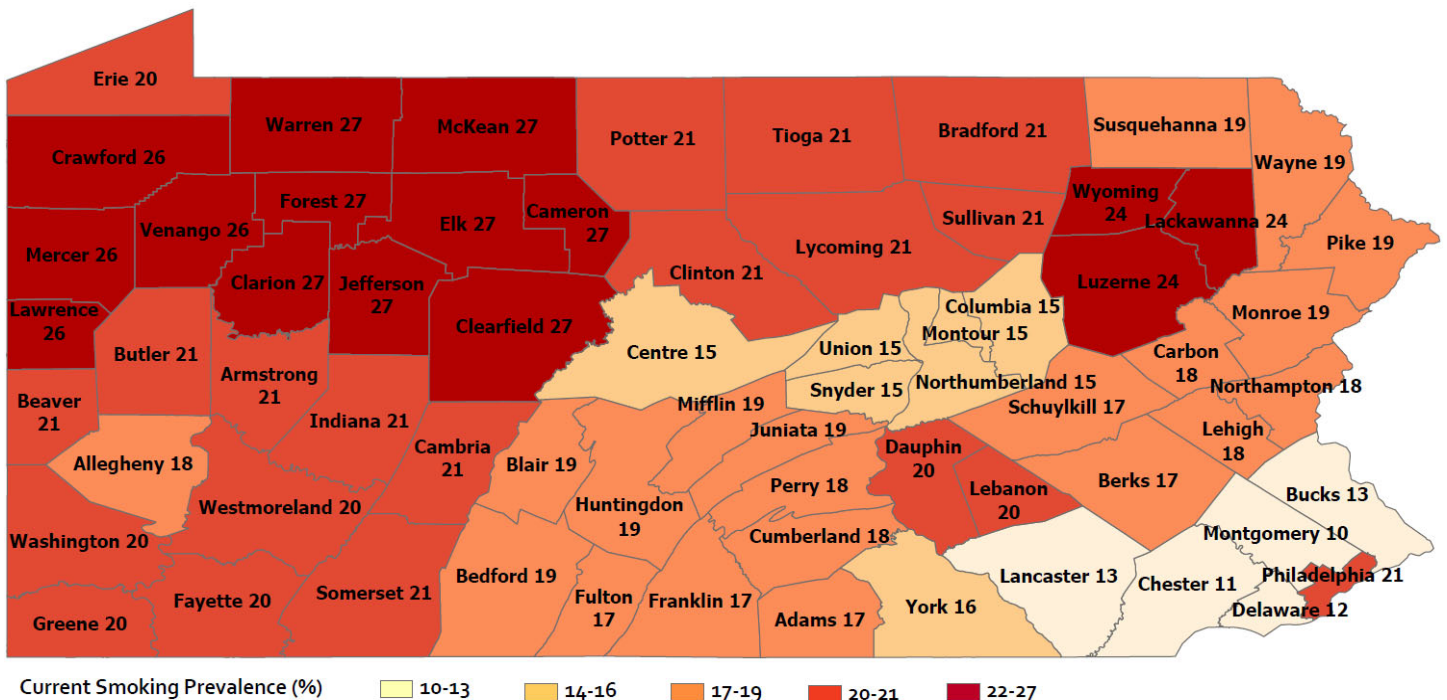 Erie 20
Warren 27
McKean 27
Crawford 26
Potter 21
Tioga 21
Bradford 21
Susquehanna 19
Wayne 19
Forest 27
Venango 26
Elk 27
Cameron
27
Wyoming
24
Lackawanna 24
Sullivan 21
Mercer 26
Lycoming 21
Pike 19
Clinton 21
Clarion 27
Jefferson
27
Luzerne 24
Lawrence
26
Clearfield 27
Columbia 15
Montour 15
Monroe 19
Butler 21
Centre 15
Union 15
Carbon
18
Armstrong
21
Snyder 15
Northumberland 15
Northampton 18
Beaver
21
Indiana 21
Mifflin 19
Schuylkill 17
Juniata 19
Lehigh
18
Cambria
21
Dauphin
20
Allegheny 18
Blair 19
Berks 17
Perry 18
Lebanon
20
Bucks 13
Westmoreland 20
Huntingdon
19
Washington 20
Cumberland 18
Montgomery 10
Bedford 19
Lancaster 13
Chester 11
Philadelphia 21
Fayette 20
Somerset 21
Fulton
17
Franklin 17
York 16
Delaware 12
Greene 20
Adams 17
Current Smoking Prevalence (%)
10-13
14-16
17-19
20-21
22-27